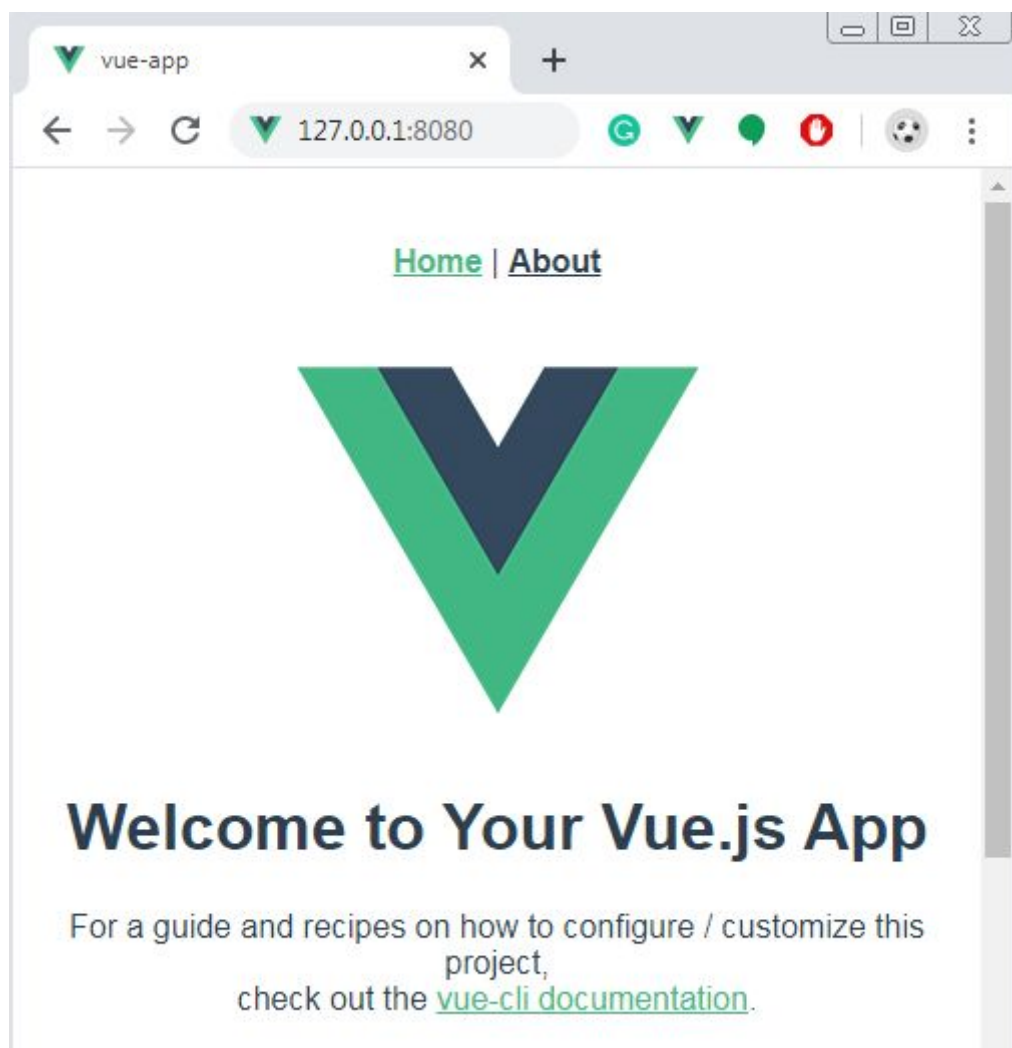 vue-app
127.0.0.1:8080
Home | About
Welcome to Your Vue.js App
For a guide and recipes on how to configure / customize this
project,
check out the vue-cli documentation.